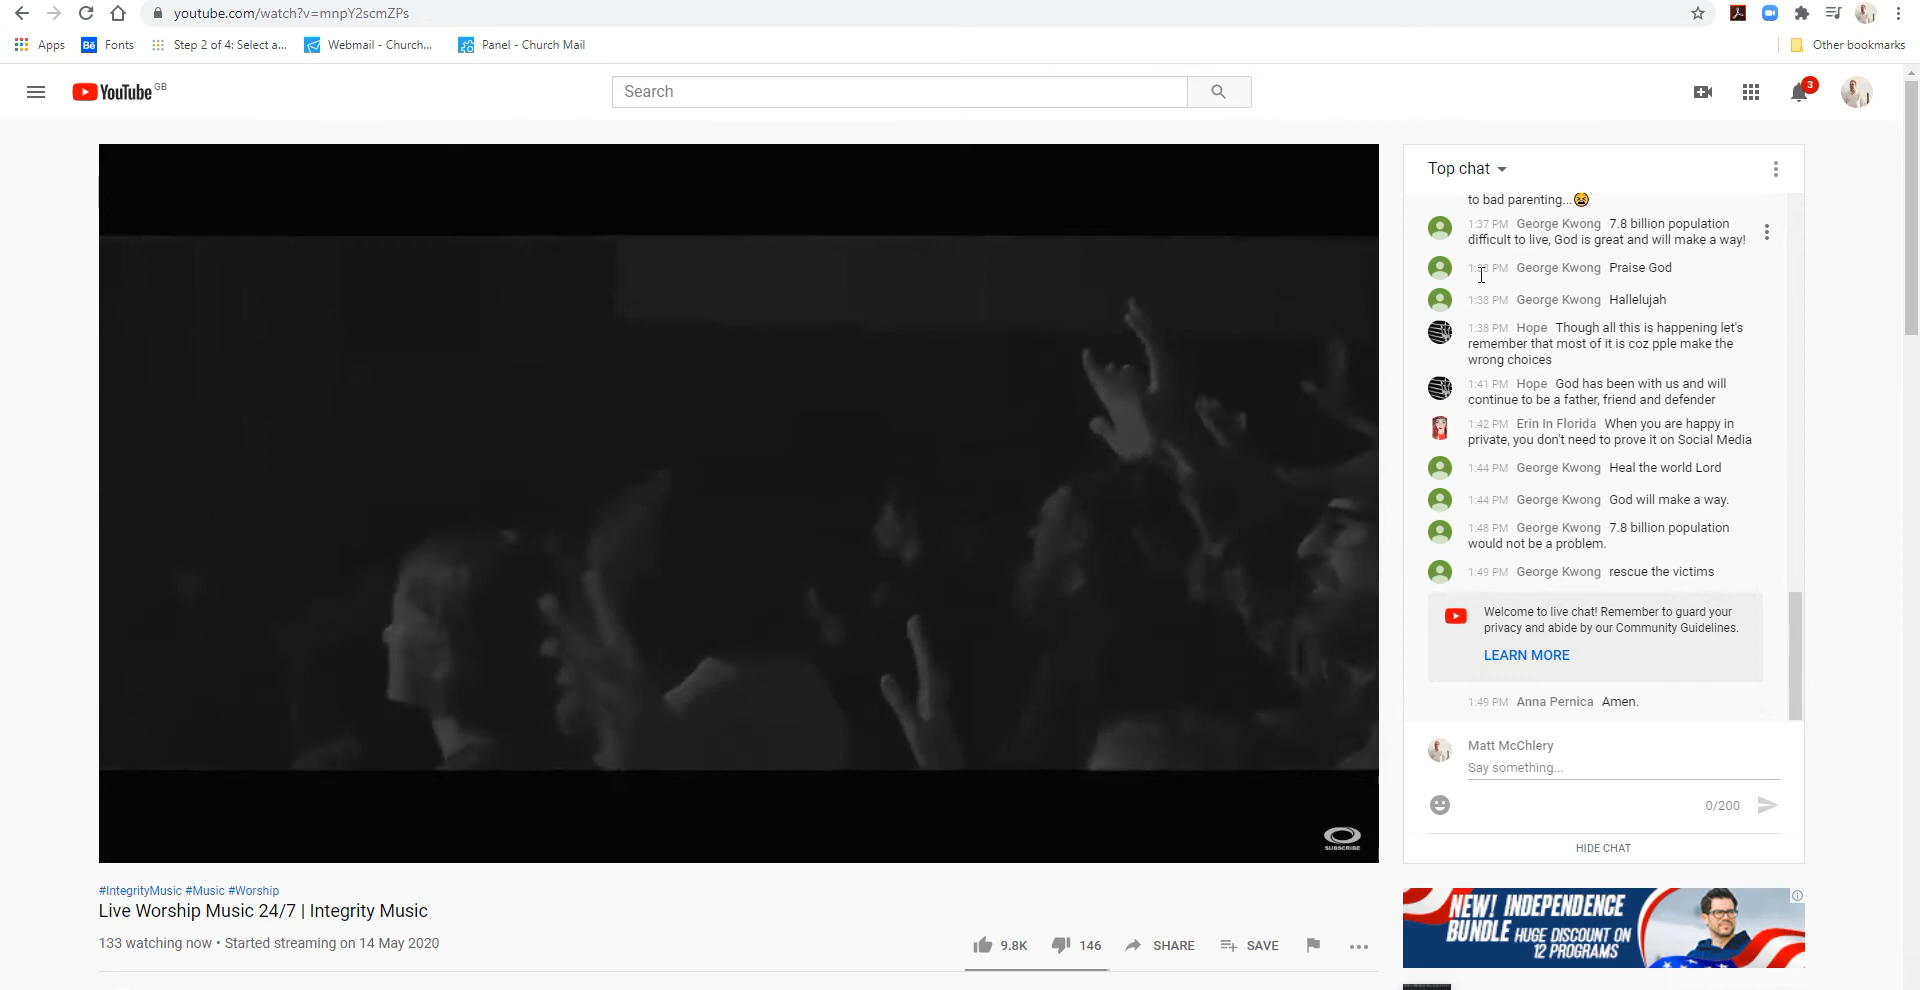 youtube.com/watch?v=mnpY2scmZPs
Apps
Bē Fonts
Step 2 of 4: Select a...
Webmail - Church...
Panel - Church Mail
Other bookmarks
YouTube GB
Search
3
Top chat
to bad parenting...
1:37 PM George Kwong 7.8 billion population
difficult to live, God is great and will make a way!
PM George Kwong Praise God
1:38 PM George Kwong Hallelujah
1:38 PM Hope Though all this is happening let's
remember that most of it is coz pple make the
wrong choices
1:41 PM Hope God has been with us and will
continue to be a father, friend and defender
1:42 PM Erin In Florida When you are happy in
private, you don't need to prove it on Social Media
1:44 PM George Kwong Heal the world Lord
1:44 PM George Kwong God will make a way.
1:48 PM George Kwong 7.8 billion population
would not be a problem.
1:49 PM George Kwong rescue the victims
Welcome to live chat! Remember to guard your
privacy and abide by our Community Guidelines.
LEARN MORE
1:49 PM Anna Pernica Amen.
Matt McChlery
Say something...
0/200
HIDE CHAT
SUBSCRIBE
#IntegrityMusic #Music #Worship
Live Worship Music 24/7 | Integrity Music
133 watching now • Started streaming on 14 May 2020
9.8K
146
SHARE
SAVE
NEW! INDEPENDENCE
BUNDLE HUGE DISCOUNT ON
12 PROGRAMS